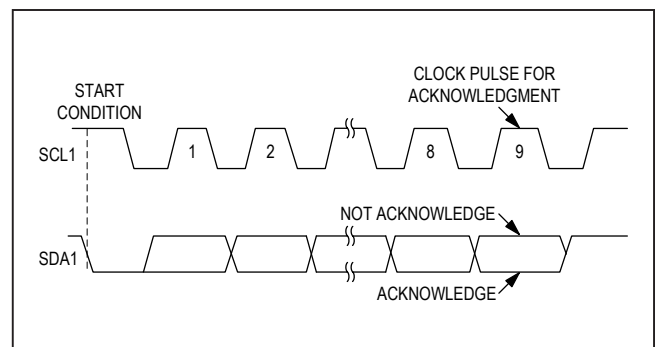 START
CONDITION
CLOCK PULSE FOR
ACKNOWLEDGMENT
SCL1
1
2
8
9
NOT ACKNOWLEDGE
SDA1
ACKNOWLEDGE